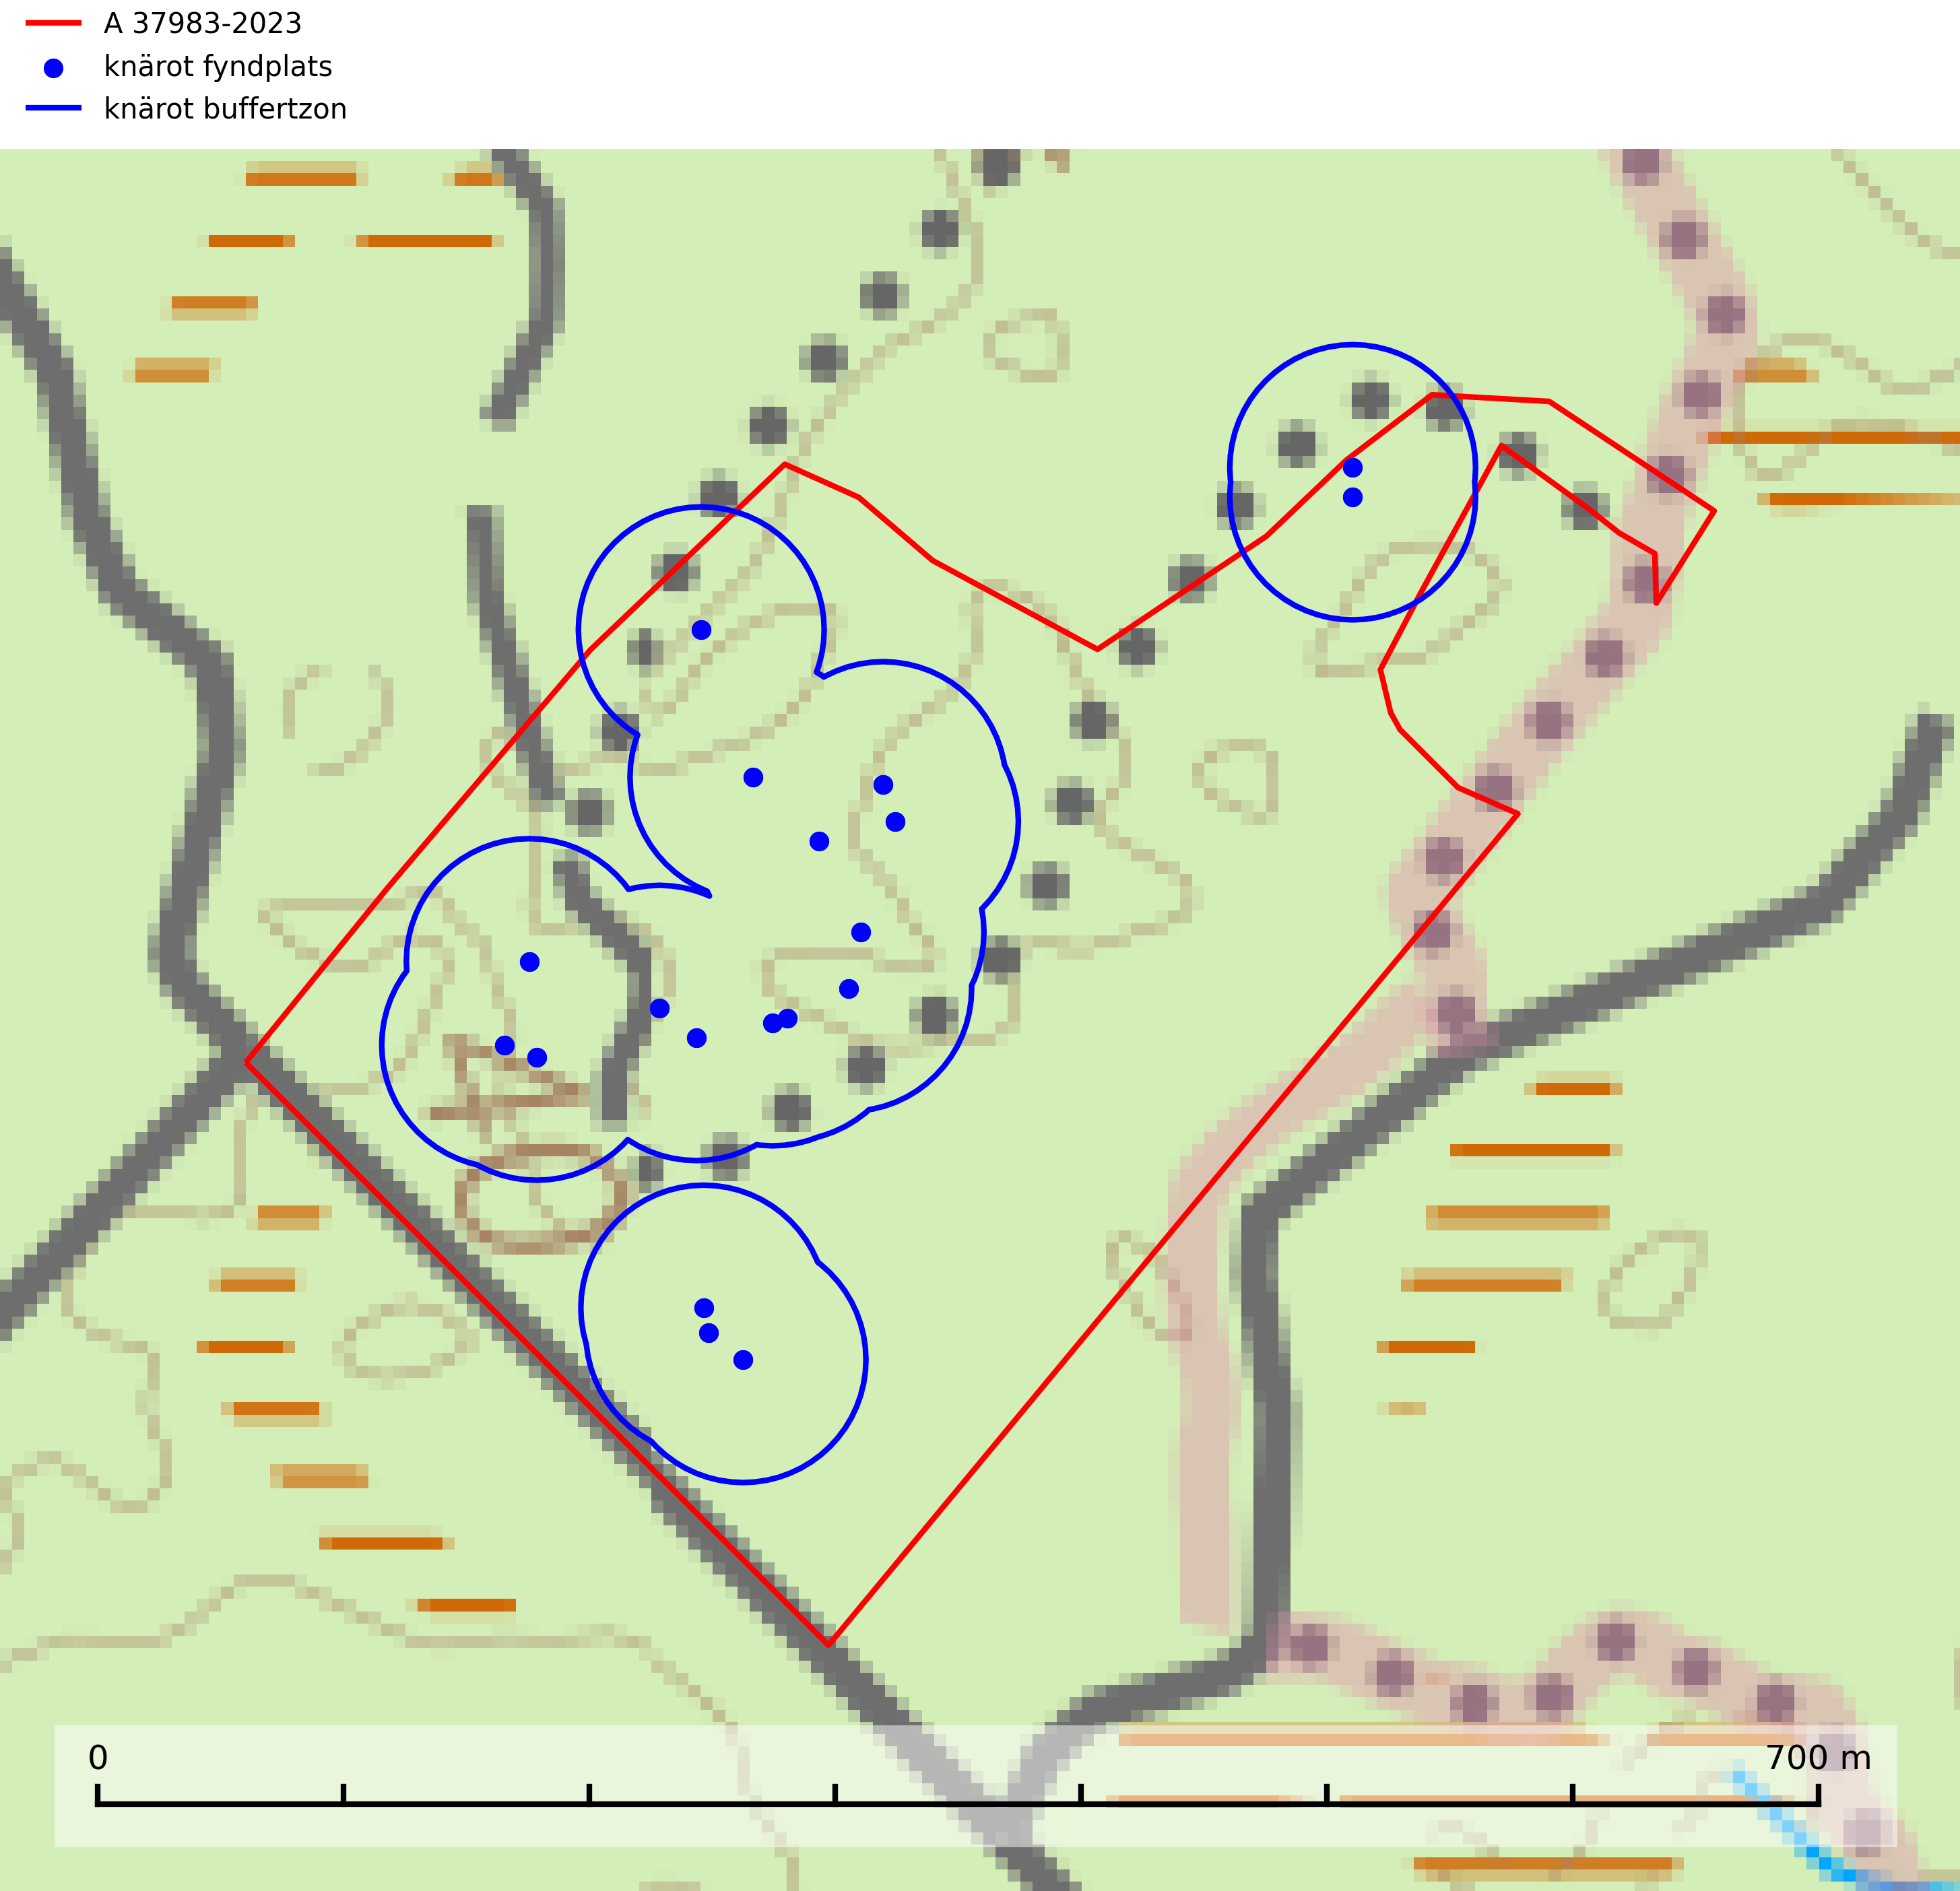 A 37983-2023
knärot fyndplats
knärot buffertzon
0
700 m